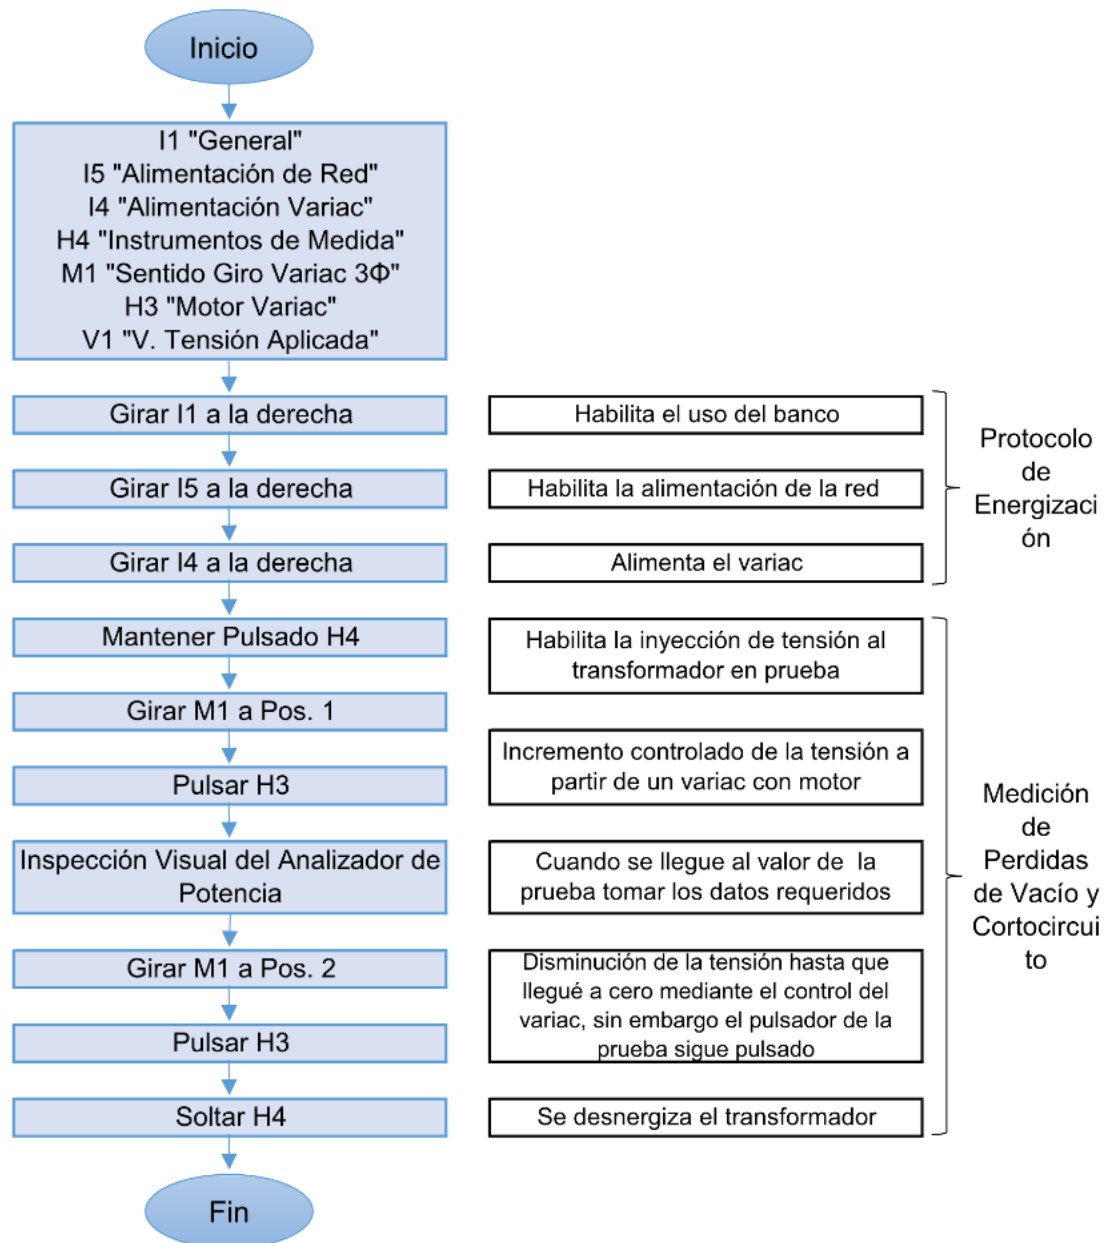 Inicio
I1 "General"
I5 "Alimentación de Red"
I4 "Alimentación Variac"
H4 "Instrumentos de Medida"
M1 "Sentido Giro Variac 3Φ"
H3 "Motor Variac"
V1 "V. Tensión Aplicada"
Girar I1 a la derecha
Habilita el uso del banco
Girar I5 a la derecha
Habilita la alimentación de la red
Girar I4 a la derecha
Alimenta el variac
Protocolo
de
Energizaci
ón
Mantener Pulsado H4
Habilita la inyección de tensión al
transformador en prueba
Girar M1 a Pos. 1
Pulsar H3
Incremento controlado de la tensión a
partir de un variac con motor
Inspección Visual del Analizador de
Potencia
Cuando se llegue al valor de la
prueba tomar los datos requeridos
Girar M1 a Pos. 2
Pulsar H3
Disminución de la tensión hasta que
llegué a cero mediante el control del
variac, sin embargo el pulsador de la
prueba sigue pulsado
Soltar H4
Se desnergiza el transformador
Medición
de
Perdidas
de Vacío y
Cortocircui
to
Fin